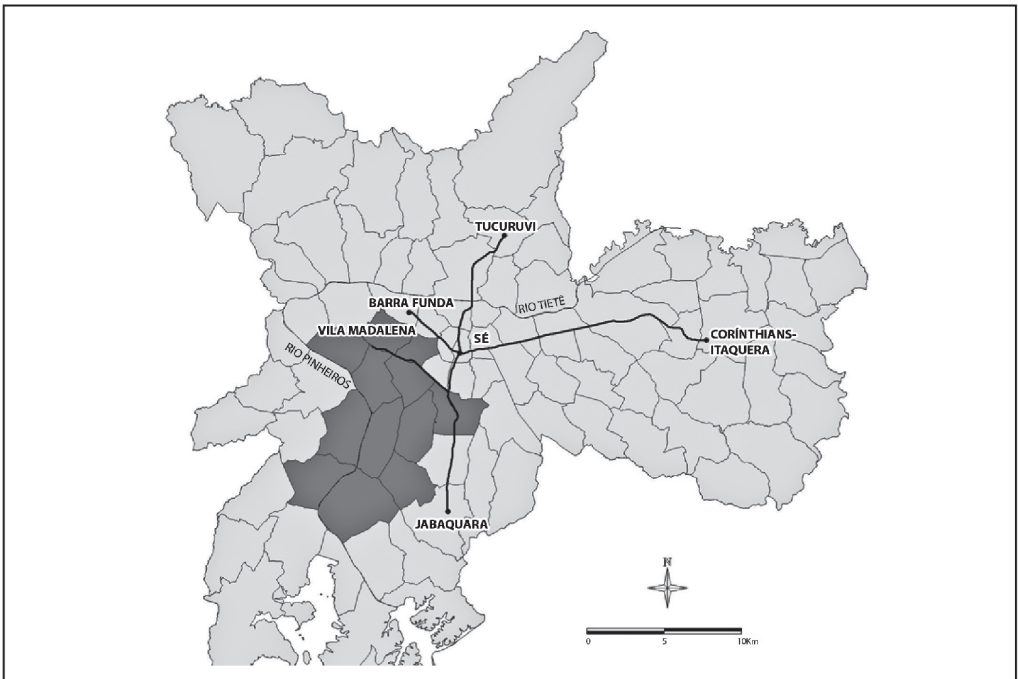 TUCURUVI
BARRA FUNDA
RIO TIETÊ
VILA MADALENA
SÉ
CORÍNTHIANS-
ITAQUERA
RIO PINHEIROS
JABAQUARA
N
0 5 10Km